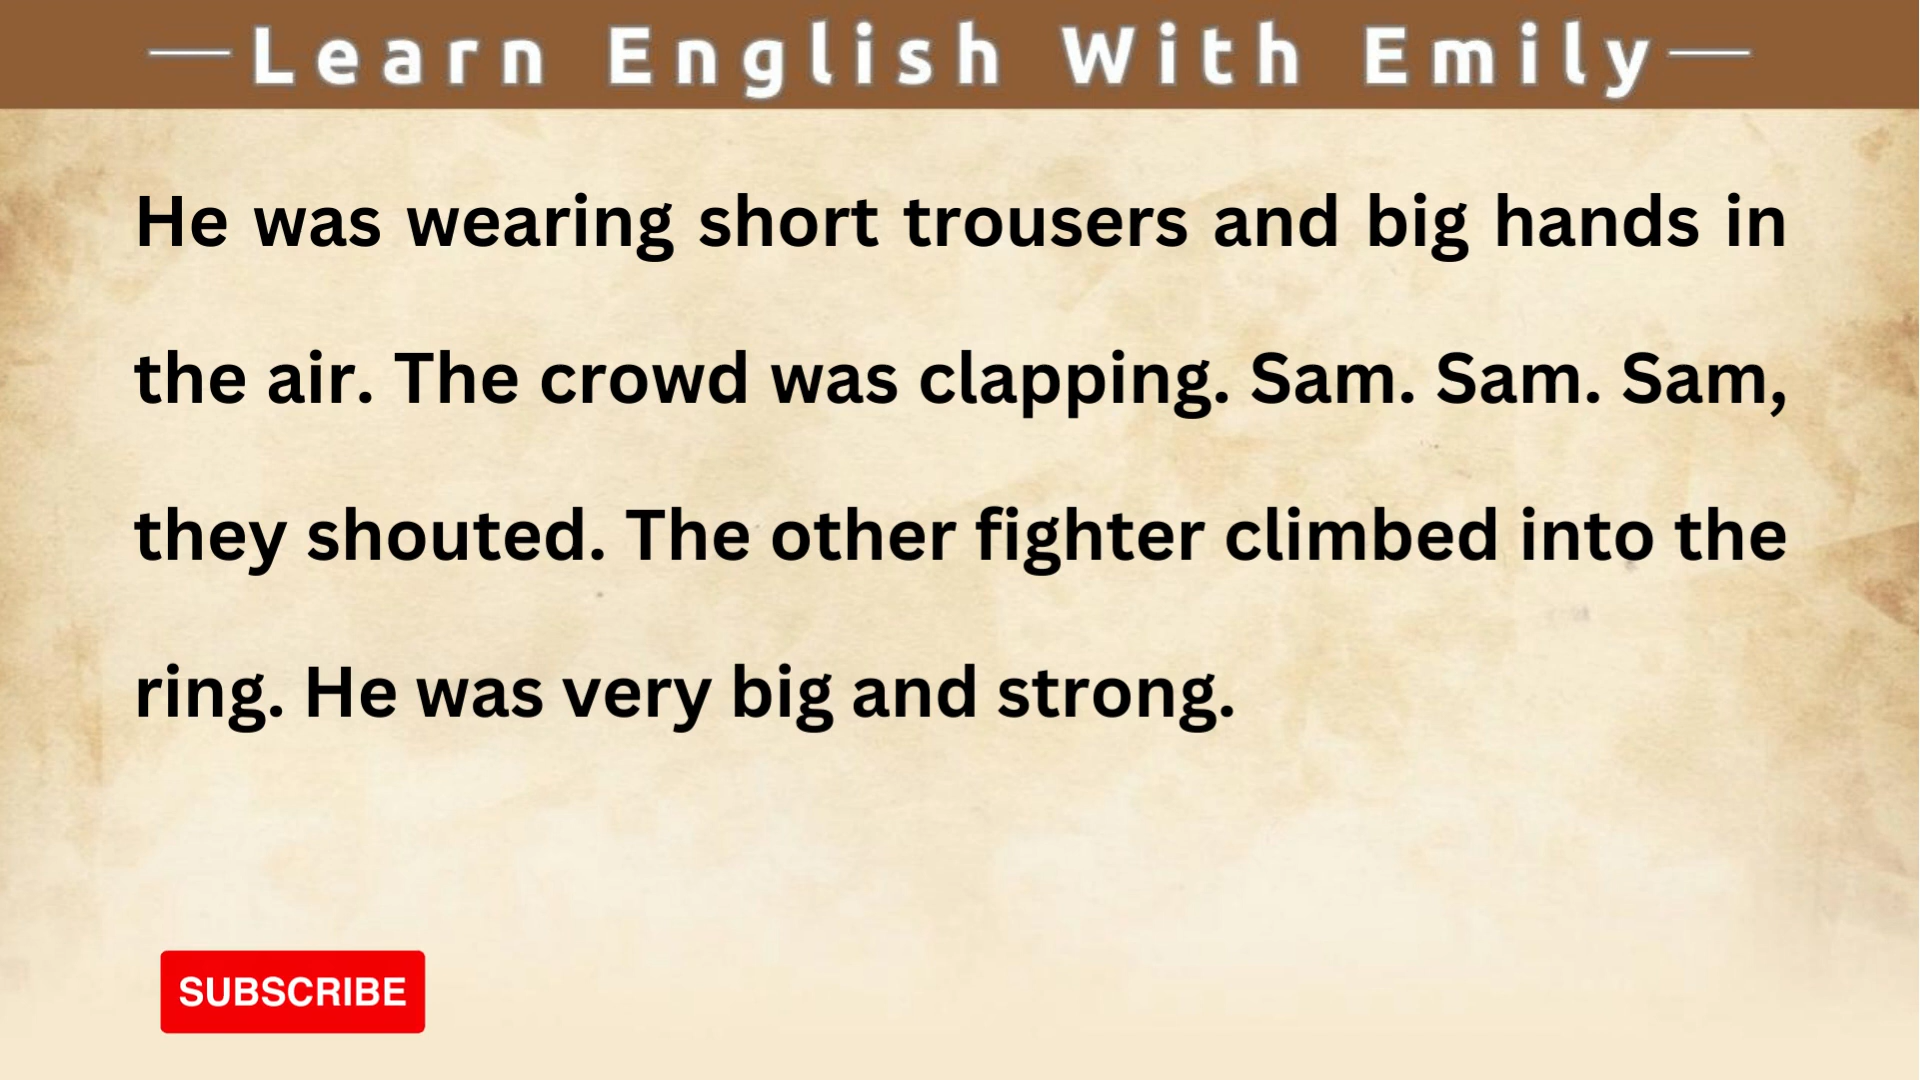 Learn English With Emily
He was wearing short trousers and big hands in
the air. The crowd was clapping. Sam. Sam. Sam,
they shouted. The other fighter climbed into the
ring. He was very big and strong.
SUBSCRIBE